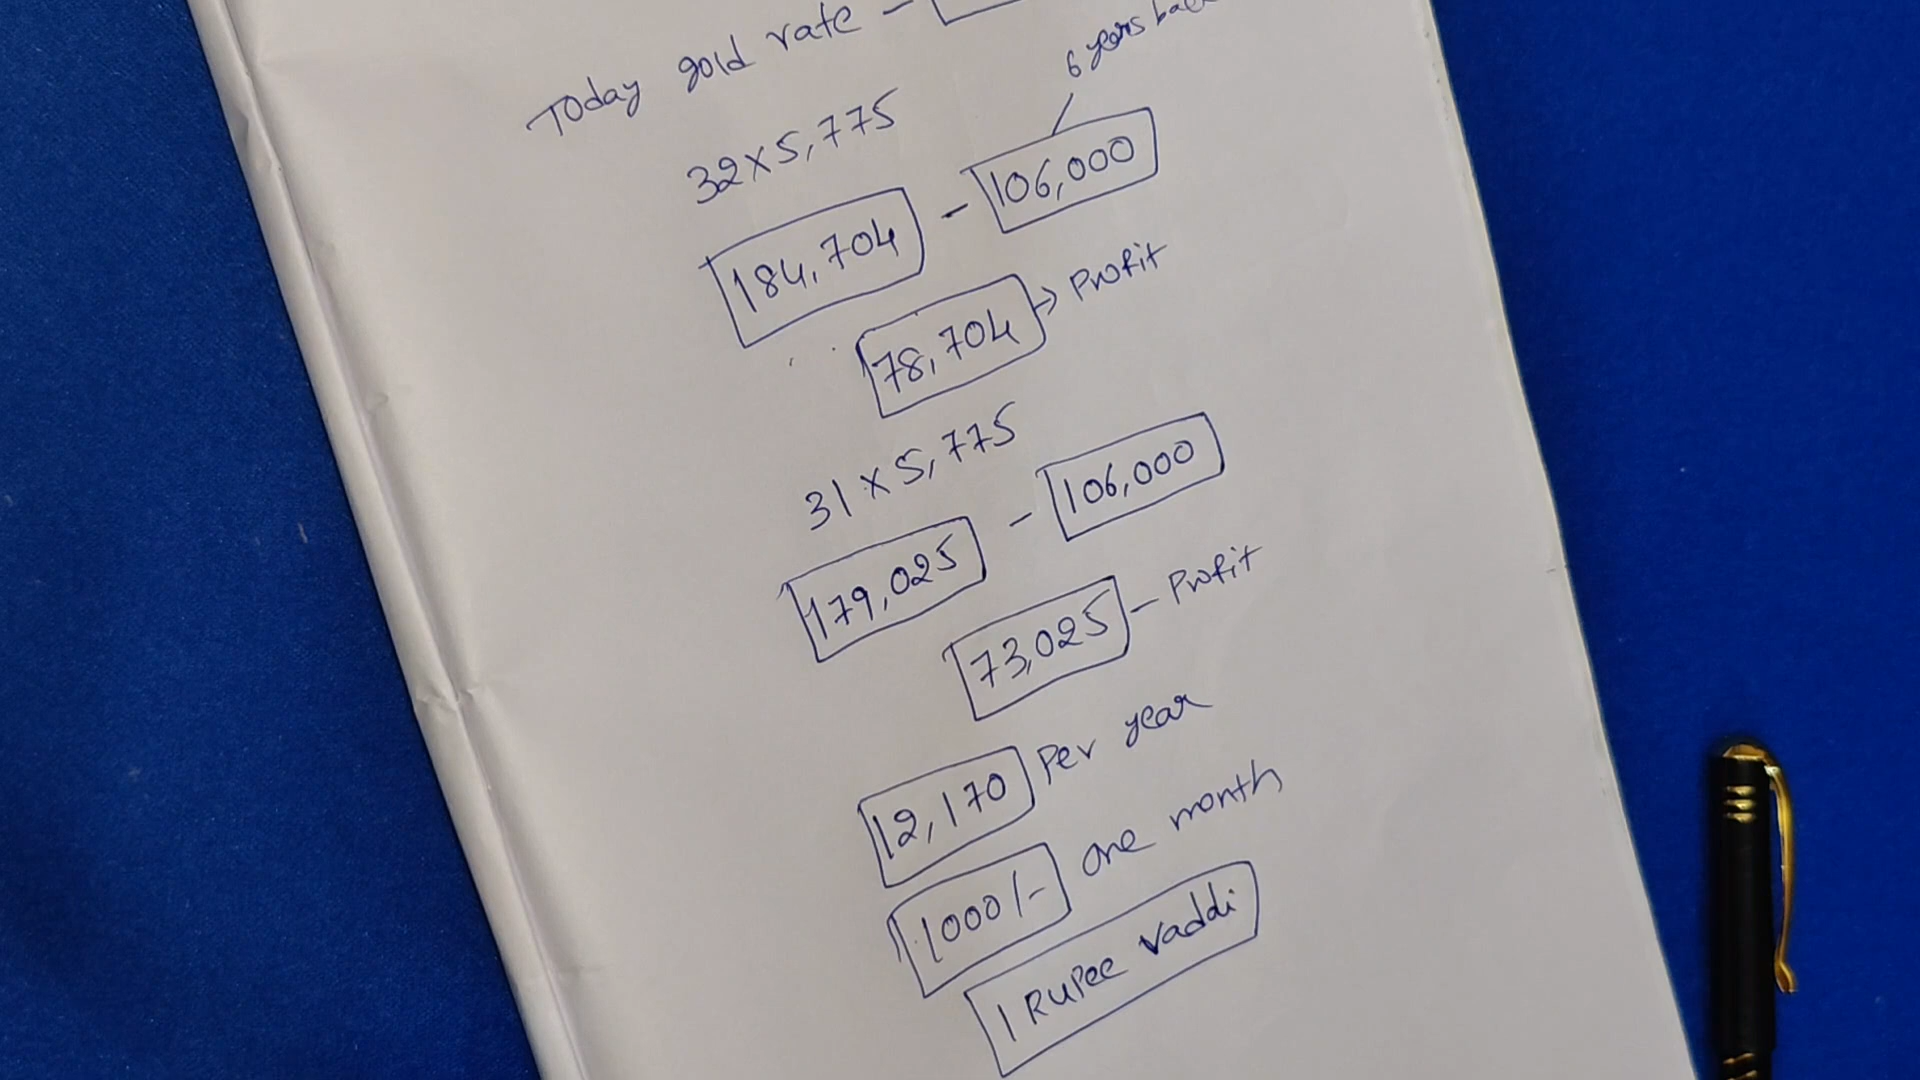 Today gold rate -
6 years back
32 x 5,775
184,704 - 106,000
78,704 → Profit
31 x 5,775
179,025 - 106,000
73,025 - Profit
12,170 Per year
1000/- one month
1 Rupee vaddi